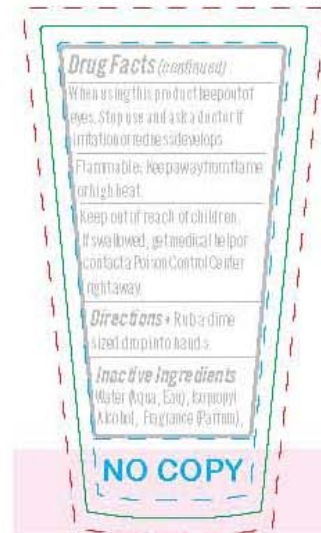 Drug Facts (continued)
When using this product keep out of
eyes. Stop use and ask a doctor if
irritation or redness develops
Flammable: Keep away from flame
or high heat.
Keep out of reach of children.
If swallowed, get medical help or
contact a Poison Control Center
right away.
Directions • Rub a dime
sized drop into hands
Inactive Ingredients
Water (Aqua, Eau), Isopropyl
Alcohol, Fragrance (Parfum),
NO COPY